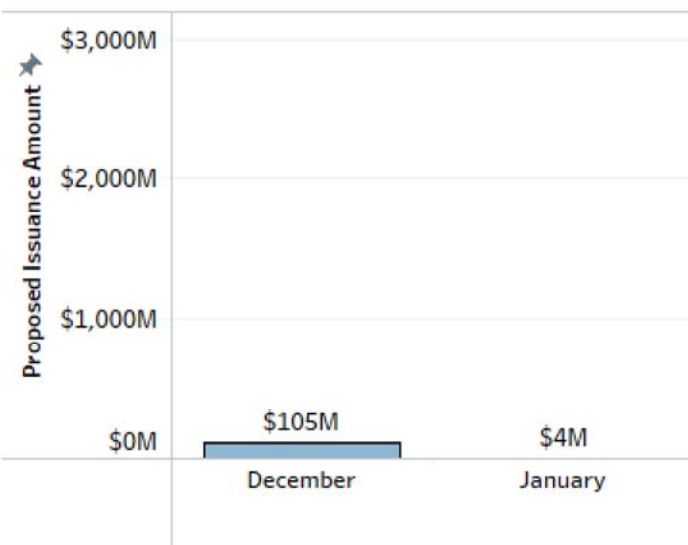 Proposed Issuance Amount
$3,000M
$2,000M
$1,000M
$0M
$105M
$4M
December
January